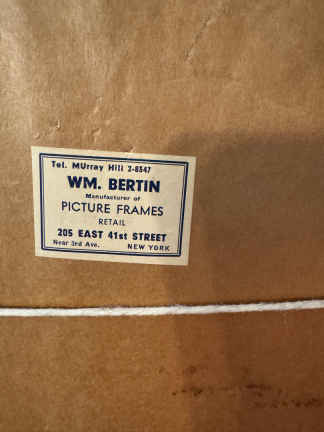 Tel. MUrray Hill 2-8547
WM. BERTIN
Manufacturer of
PICTURE FRAMES
RETAIL
205 EAST 41st STREET
Near 3rd Ave. NEW YORK